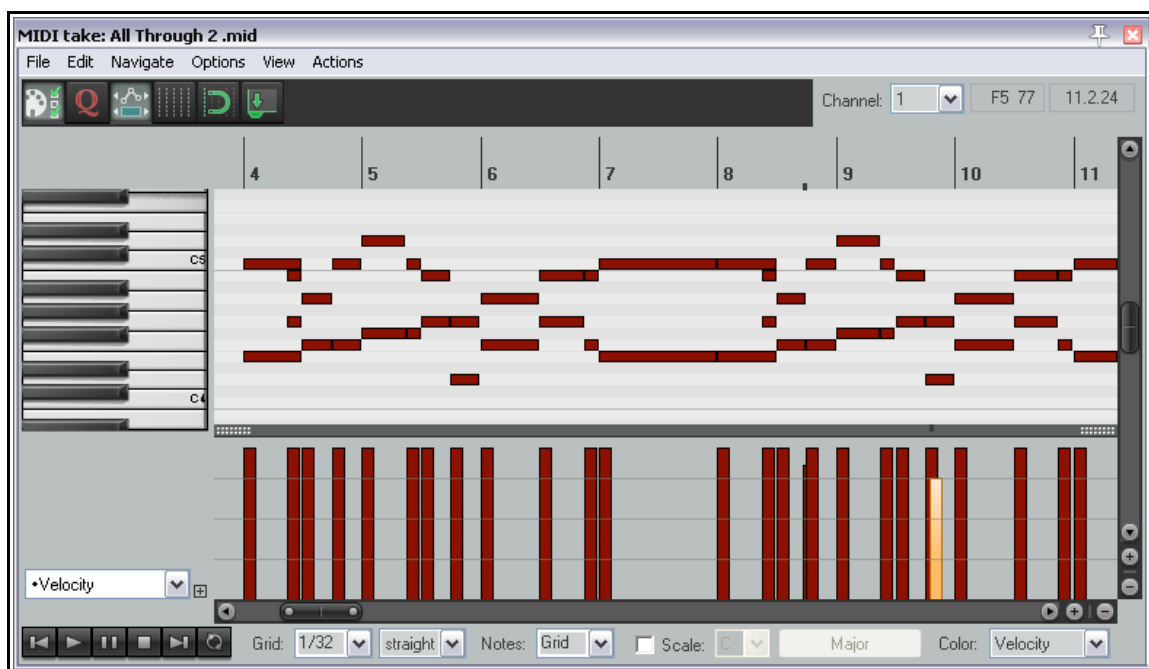 MIDI take: All Through 2 .mid
File Edit Navigate Options View Actions
Q
Channel: 1 F5 77 11.2.24
4 5 6 7 8 9 10 11
C5
C4
•Velocity
Grid: 1/32 straight Notes: Grid Scale: C Major Color: Velocity